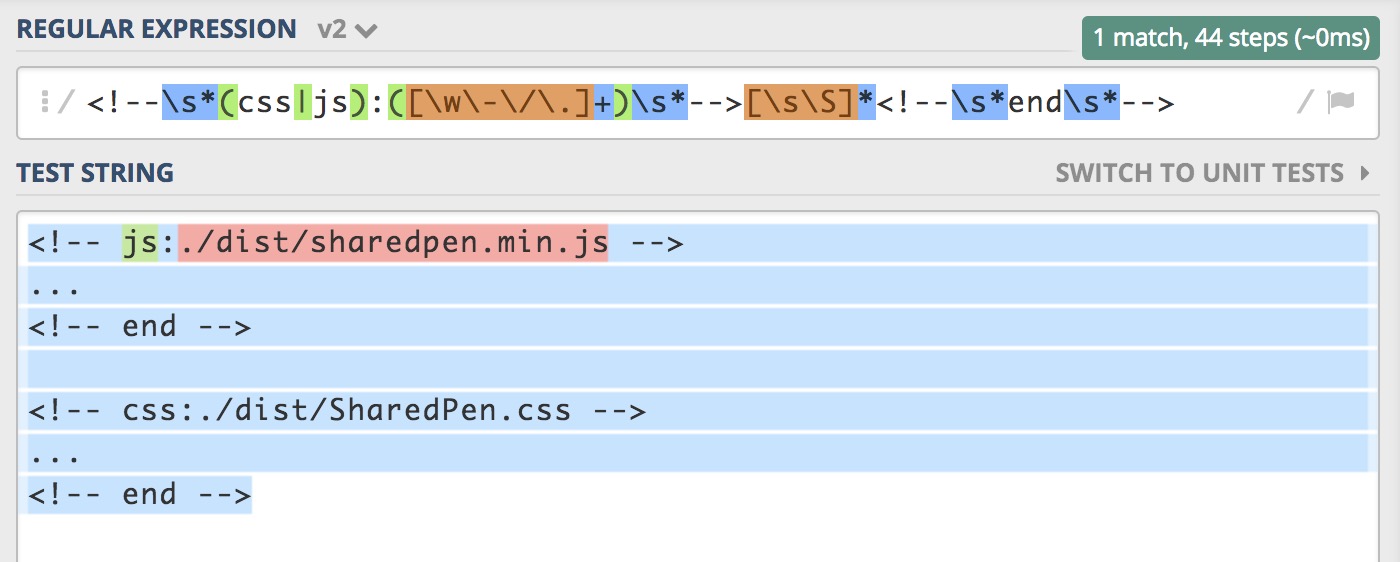 REGULAR EXPRESSION v2
1 match, 44 steps (~0ms)
/ <!--\s*(css|js):([\w\-\/\.]+)\s*-->[\s\S]*<!--\s*end\s*--> /
TEST STRING
SWITCH TO UNIT TESTS
<!-- js:./dist/sharedpen.min.js -->
...
<!-- end -->
<!-- css:./dist/SharedPen.css -->
...
<!-- end -->